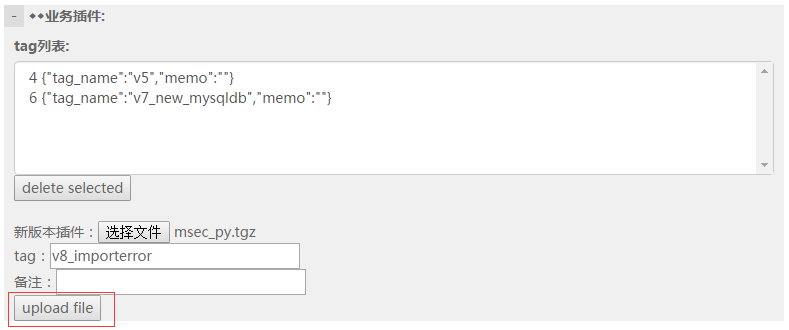 - ◆◆业务插件:
tag列表:
4 {"tag_name":"v5","memo":""}
6 {"tag_name":"v7_new_mysqldb","memo":""}
delete selected
新版本插件：选择文件 msec_py.tgz
tag：v8_importerror
备注：
upload file